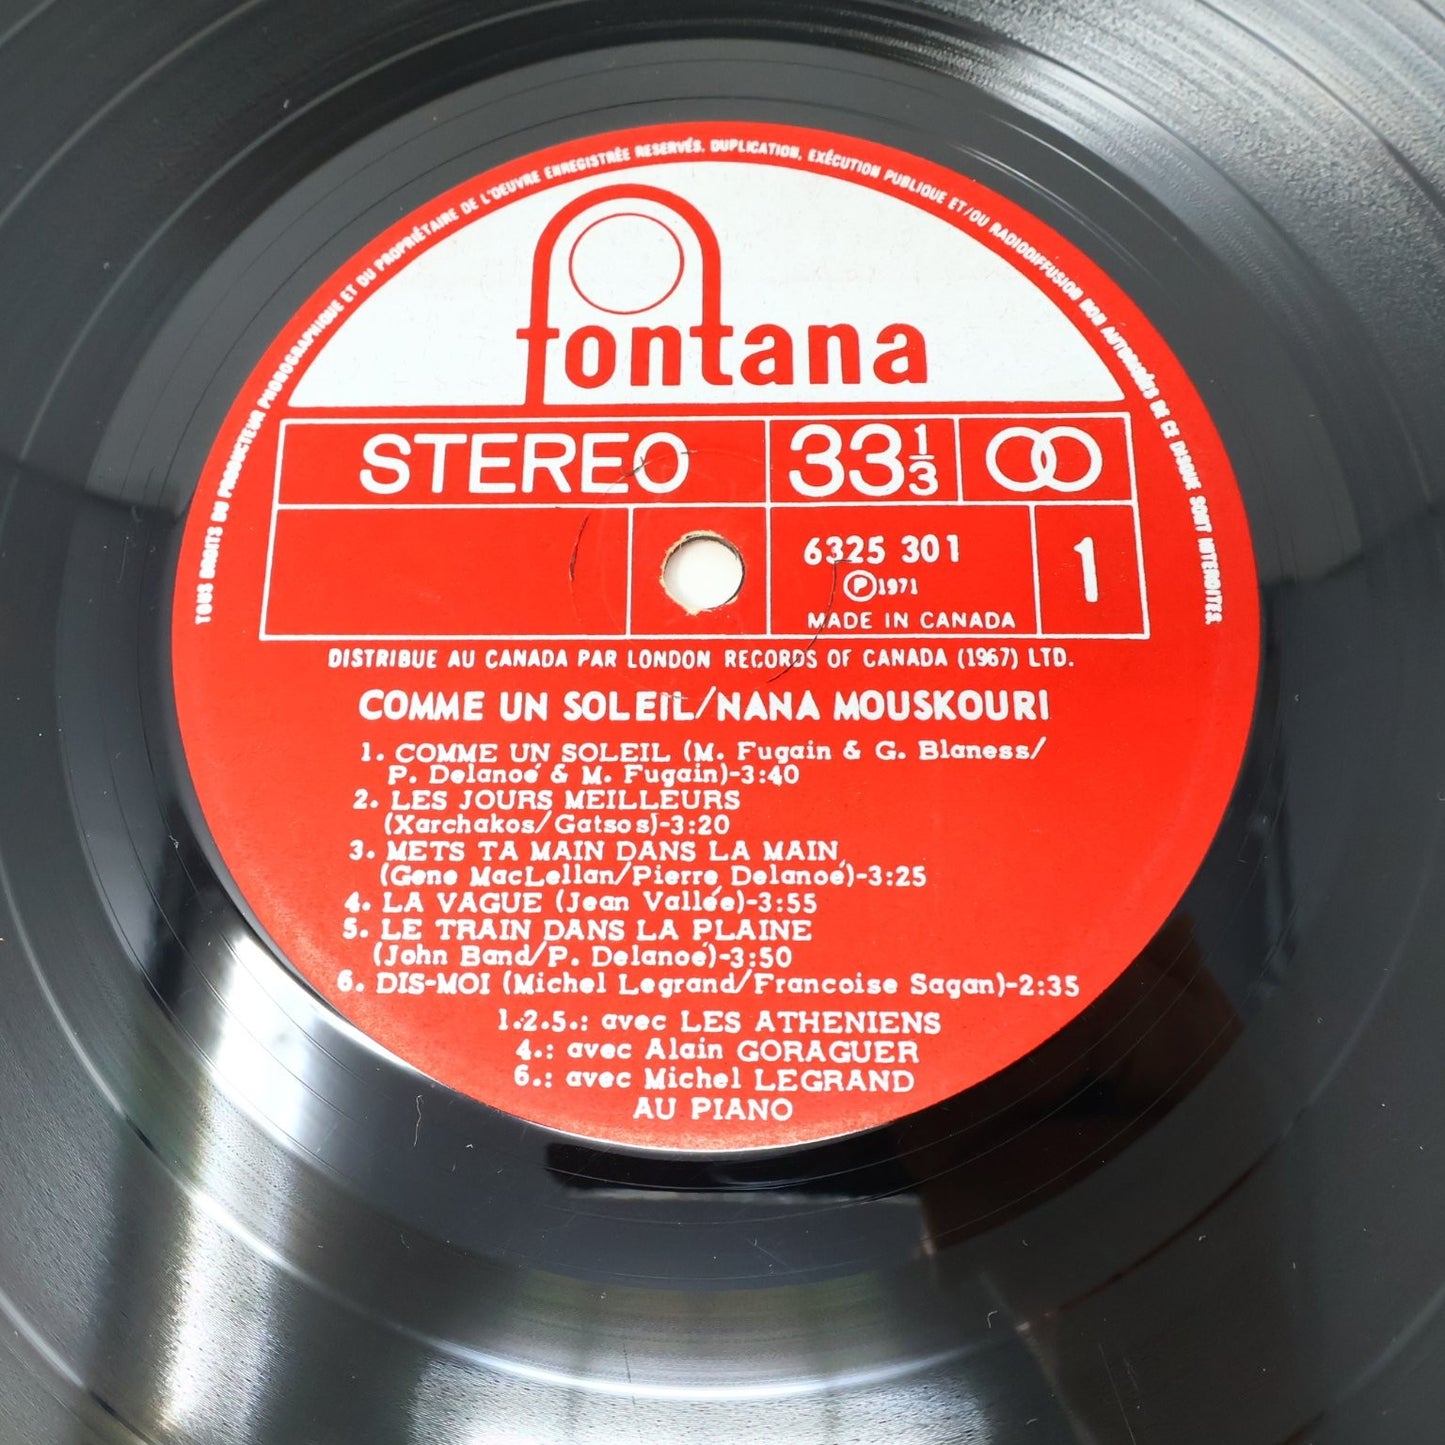 TOUS DROITS DU PRODUCTEUR PHONOGRAPHIQUE ET DU PROPRIÉTAIRE DE L'OEUVRE ENREGISTRÉE RESERVÉS. DUPLICATION, EXÉCUTION PUBLIQUE ET/OU RADIODIFFUSION NON AUTORISÉES DE CE DISQUE SONT INTERDITES.
fontana
STEREO 33 1/3
6325 301
Ⓟ1971 1
MADE IN CANADA
DISTRIBUE AU CANADA PAR LONDON RECORDS OF CANADA (1967) LTD.
COMME UN SOLEIL/NANA MOUSKOURI
1. COMME UN SOLEIL (M. Fugain & G. Blaness/
P. Delanoé & M. Fugain)-3:40
2. LES JOURS MEILLEURS
(Xarchakos/Gatsos)-3:20
3. METS TA MAIN DANS LA MAIN
(Gene MacLellan/Pierre Delanoé)-3:25
4. LA VAGUE (Jean Vallée)-3:55
5. LE TRAIN DANS LA PLAINE
(John Band/P. Delanoé)-3:50
6. DIS-MOI (Michel Legrand/Francoise Sagan)-2:35
1.2.5.: avec LES ATHENIENS
4.: avec Alain GORAGUER
6.: avec Michel LEGRAND
AU PIANO